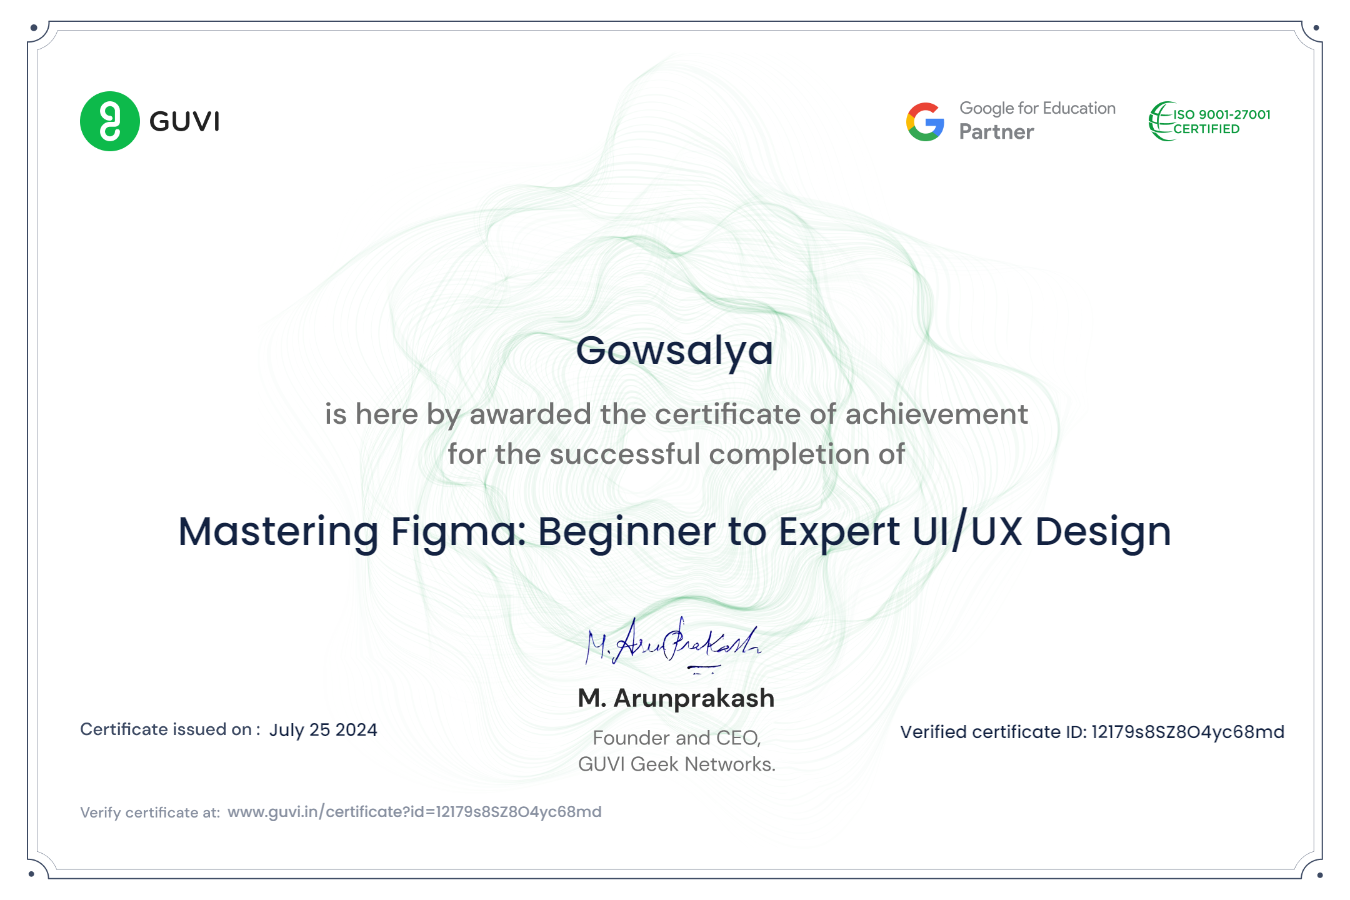 GUVI
Google for Education
Partner
ISO 9001-27001
CERTIFIED
Gowsalya
is here by awarded the certificate of achievement
for the successful completion of
Mastering Figma: Beginner to Expert UI/UX Design
M. Arunprakash
M. Arunprakash
Founder and CEO,
GUVI Geek Networks.
Certificate issued on : July 25 2024
Verified certificate ID: 12179s8SZ8O4yc68md
Verify certificate at: www.guvi.in/certificate?id=12179s8SZ8O4yc68md